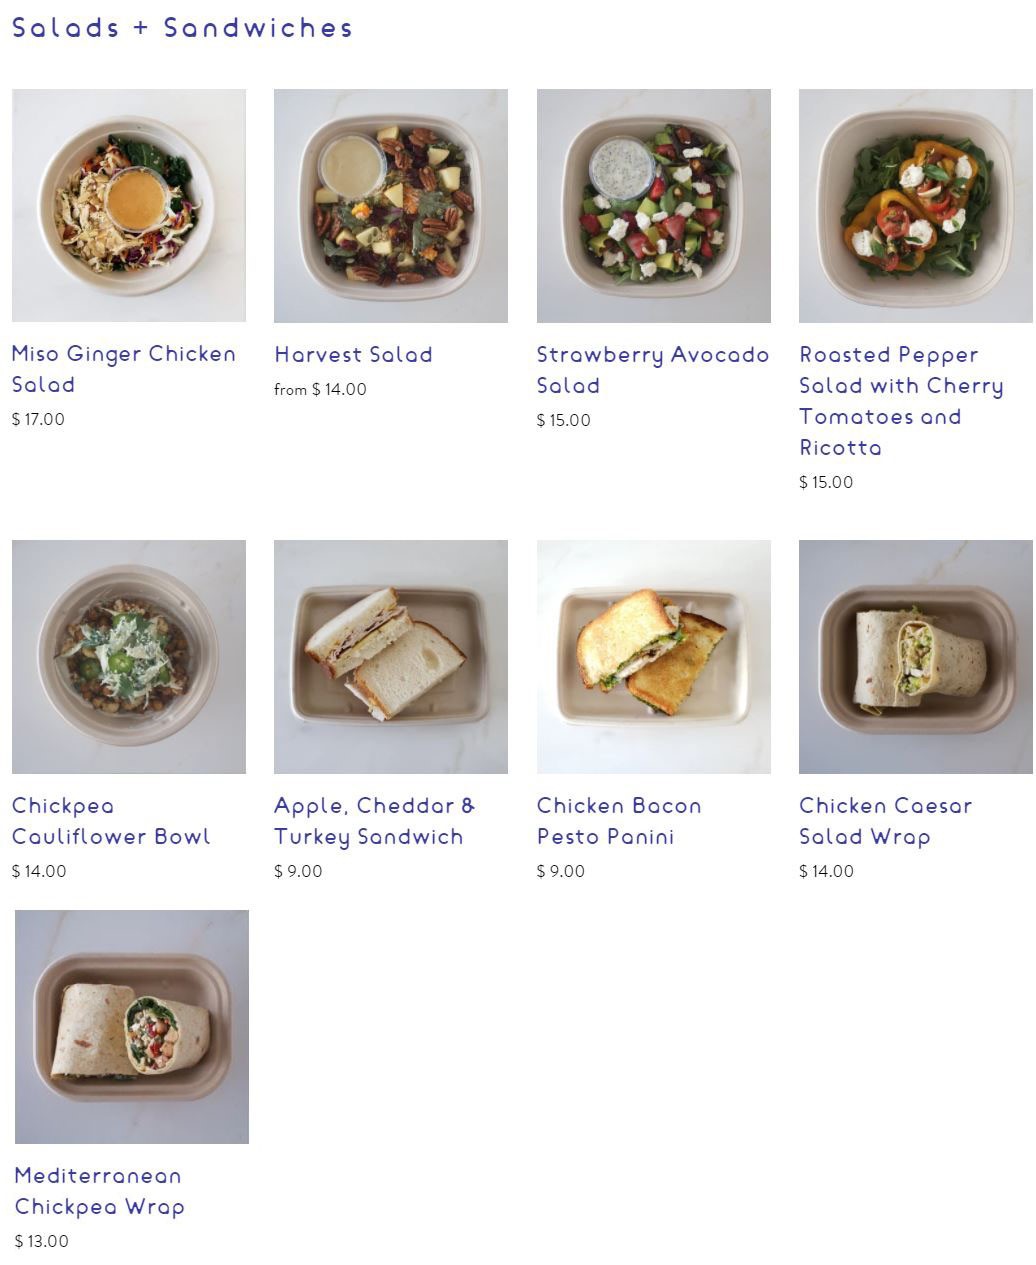 Salads + Sandwiches
Miso Ginger Chicken
Salad
$ 17.00
Harvest Salad
from $ 14.00
Strawberry Avocado
Salad
$ 15.00
Roasted Pepper
Salad with Cherry
Tomatoes and
Ricotta
$ 15.00
Chickpea
Cauliflower Bowl
$ 14.00
Apple, Cheddar &
Turkey Sandwich
$ 9.00
Chicken Bacon
Pesto Panini
$ 9.00
Chicken Caesar
Salad Wrap
$ 14.00
Mediterranean
Chickpea Wrap
$ 13.00